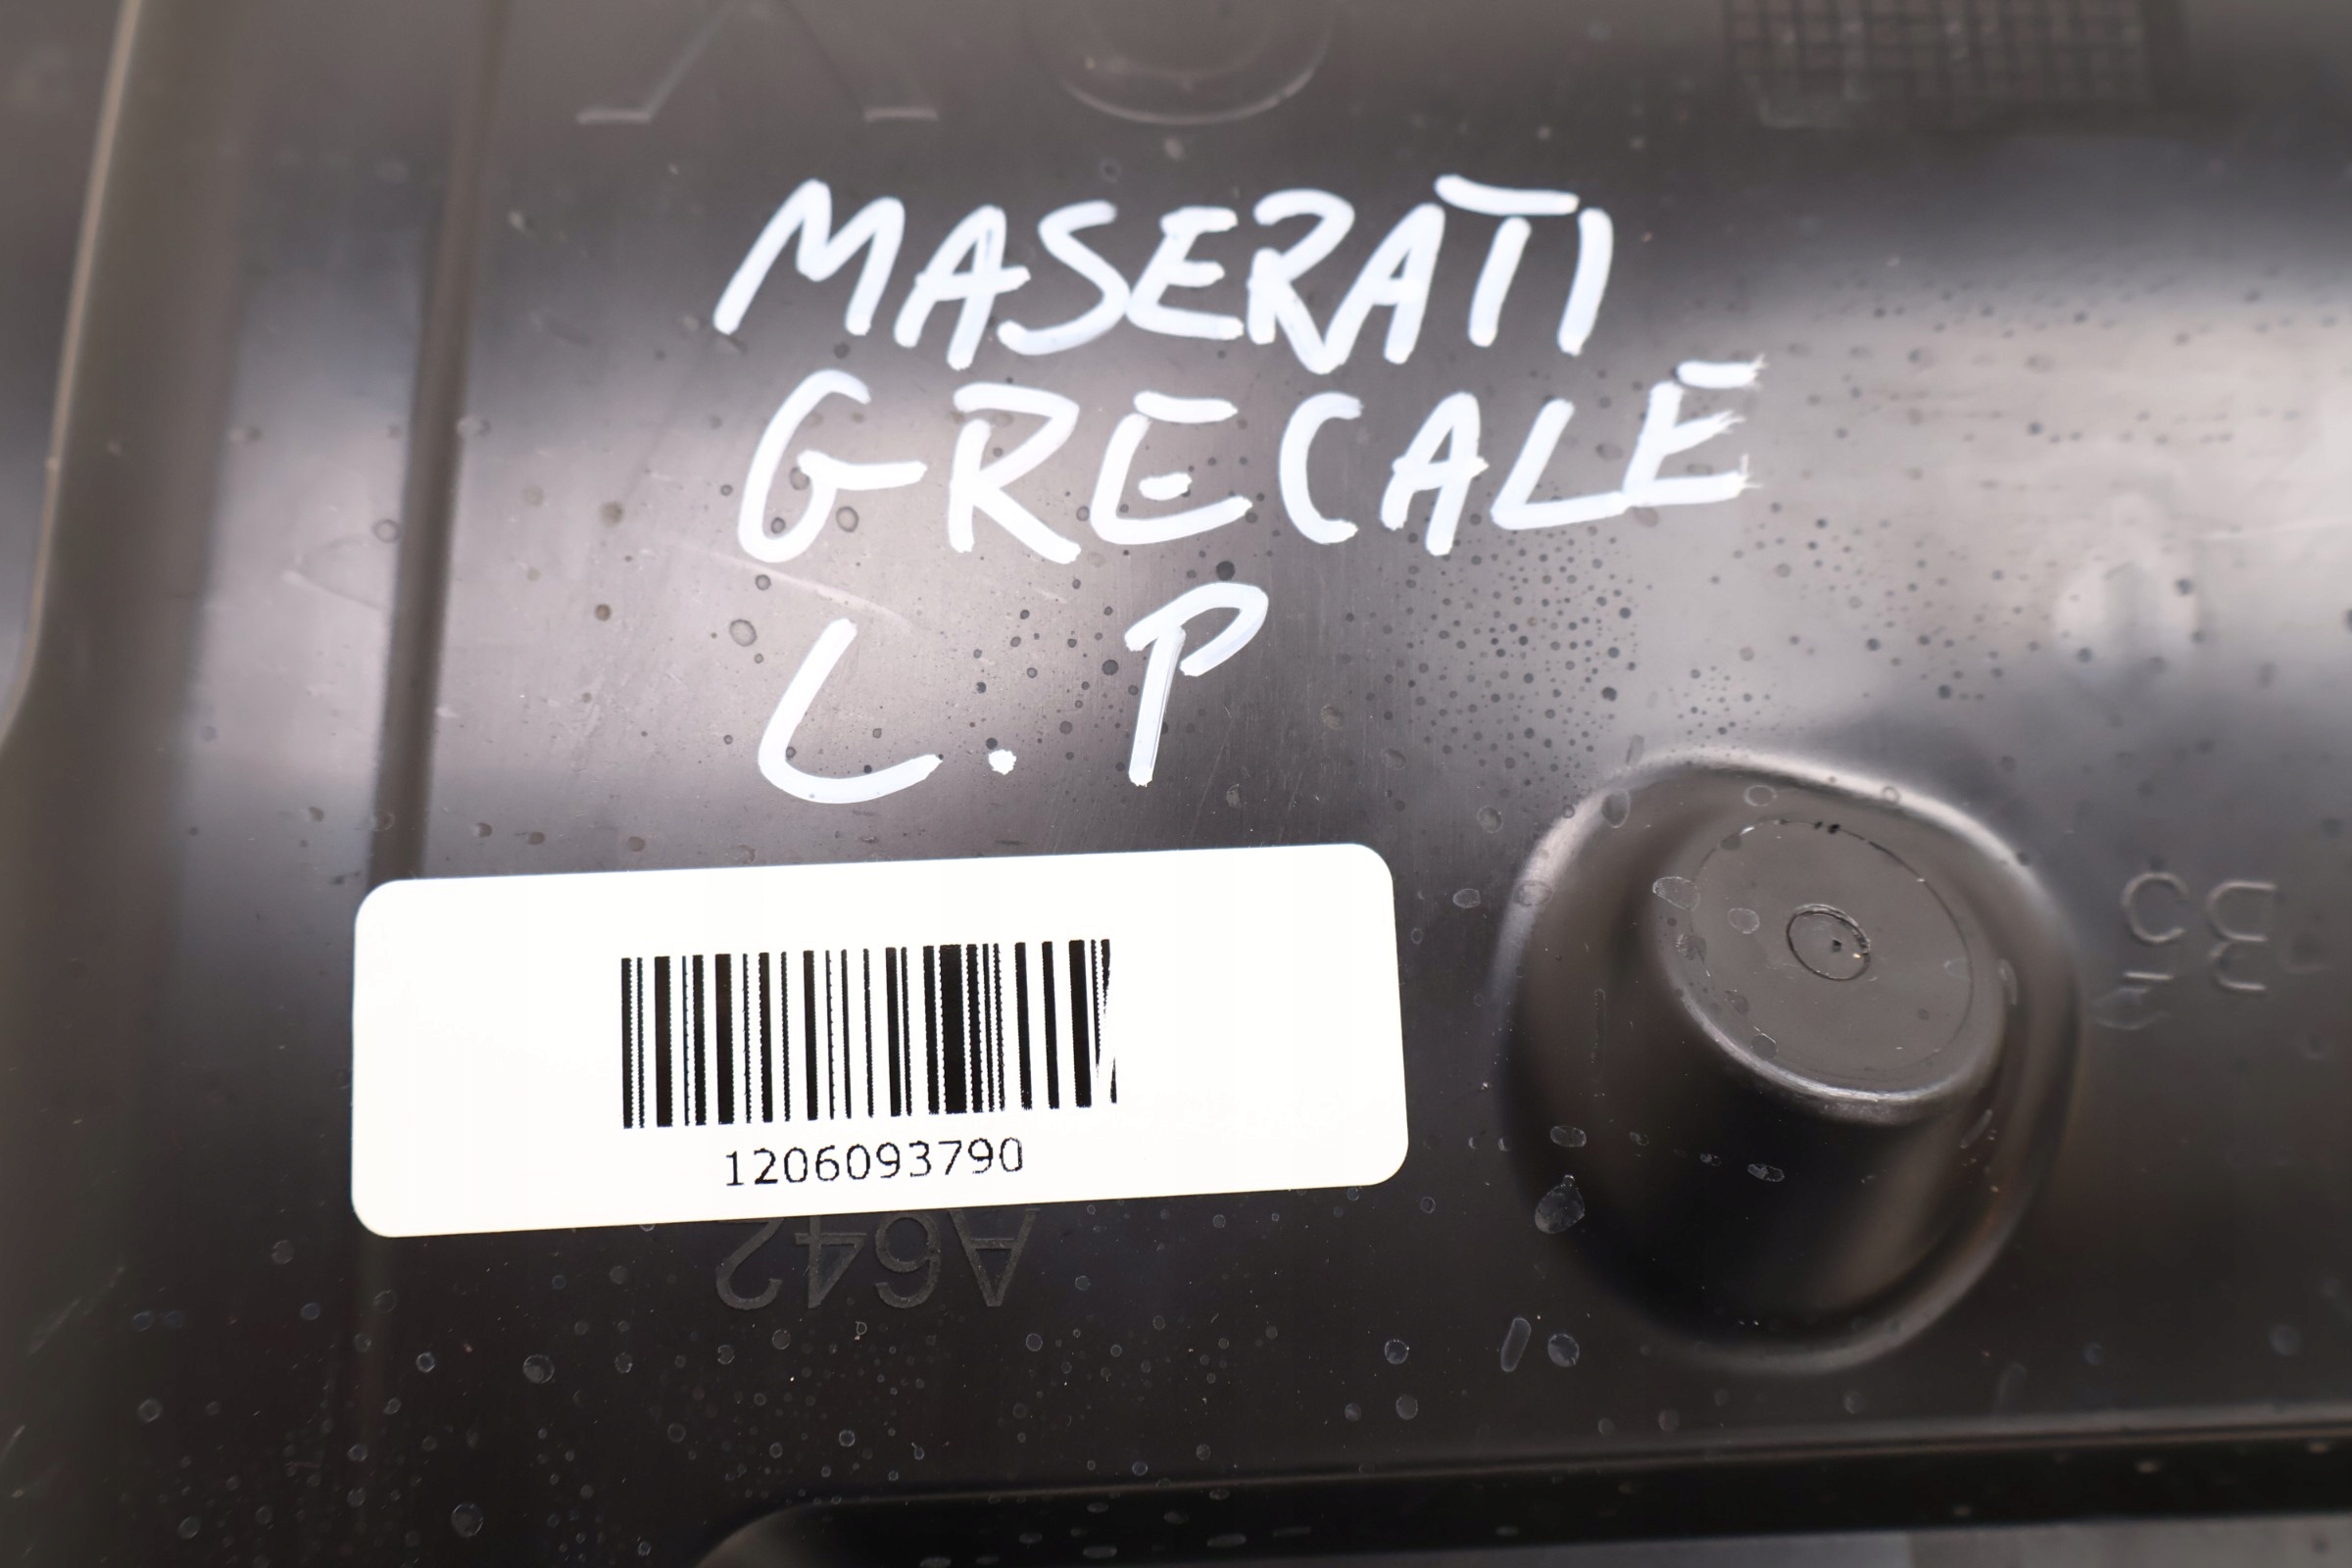 MASERATI
GRECALE
L.P
1206093790
A642